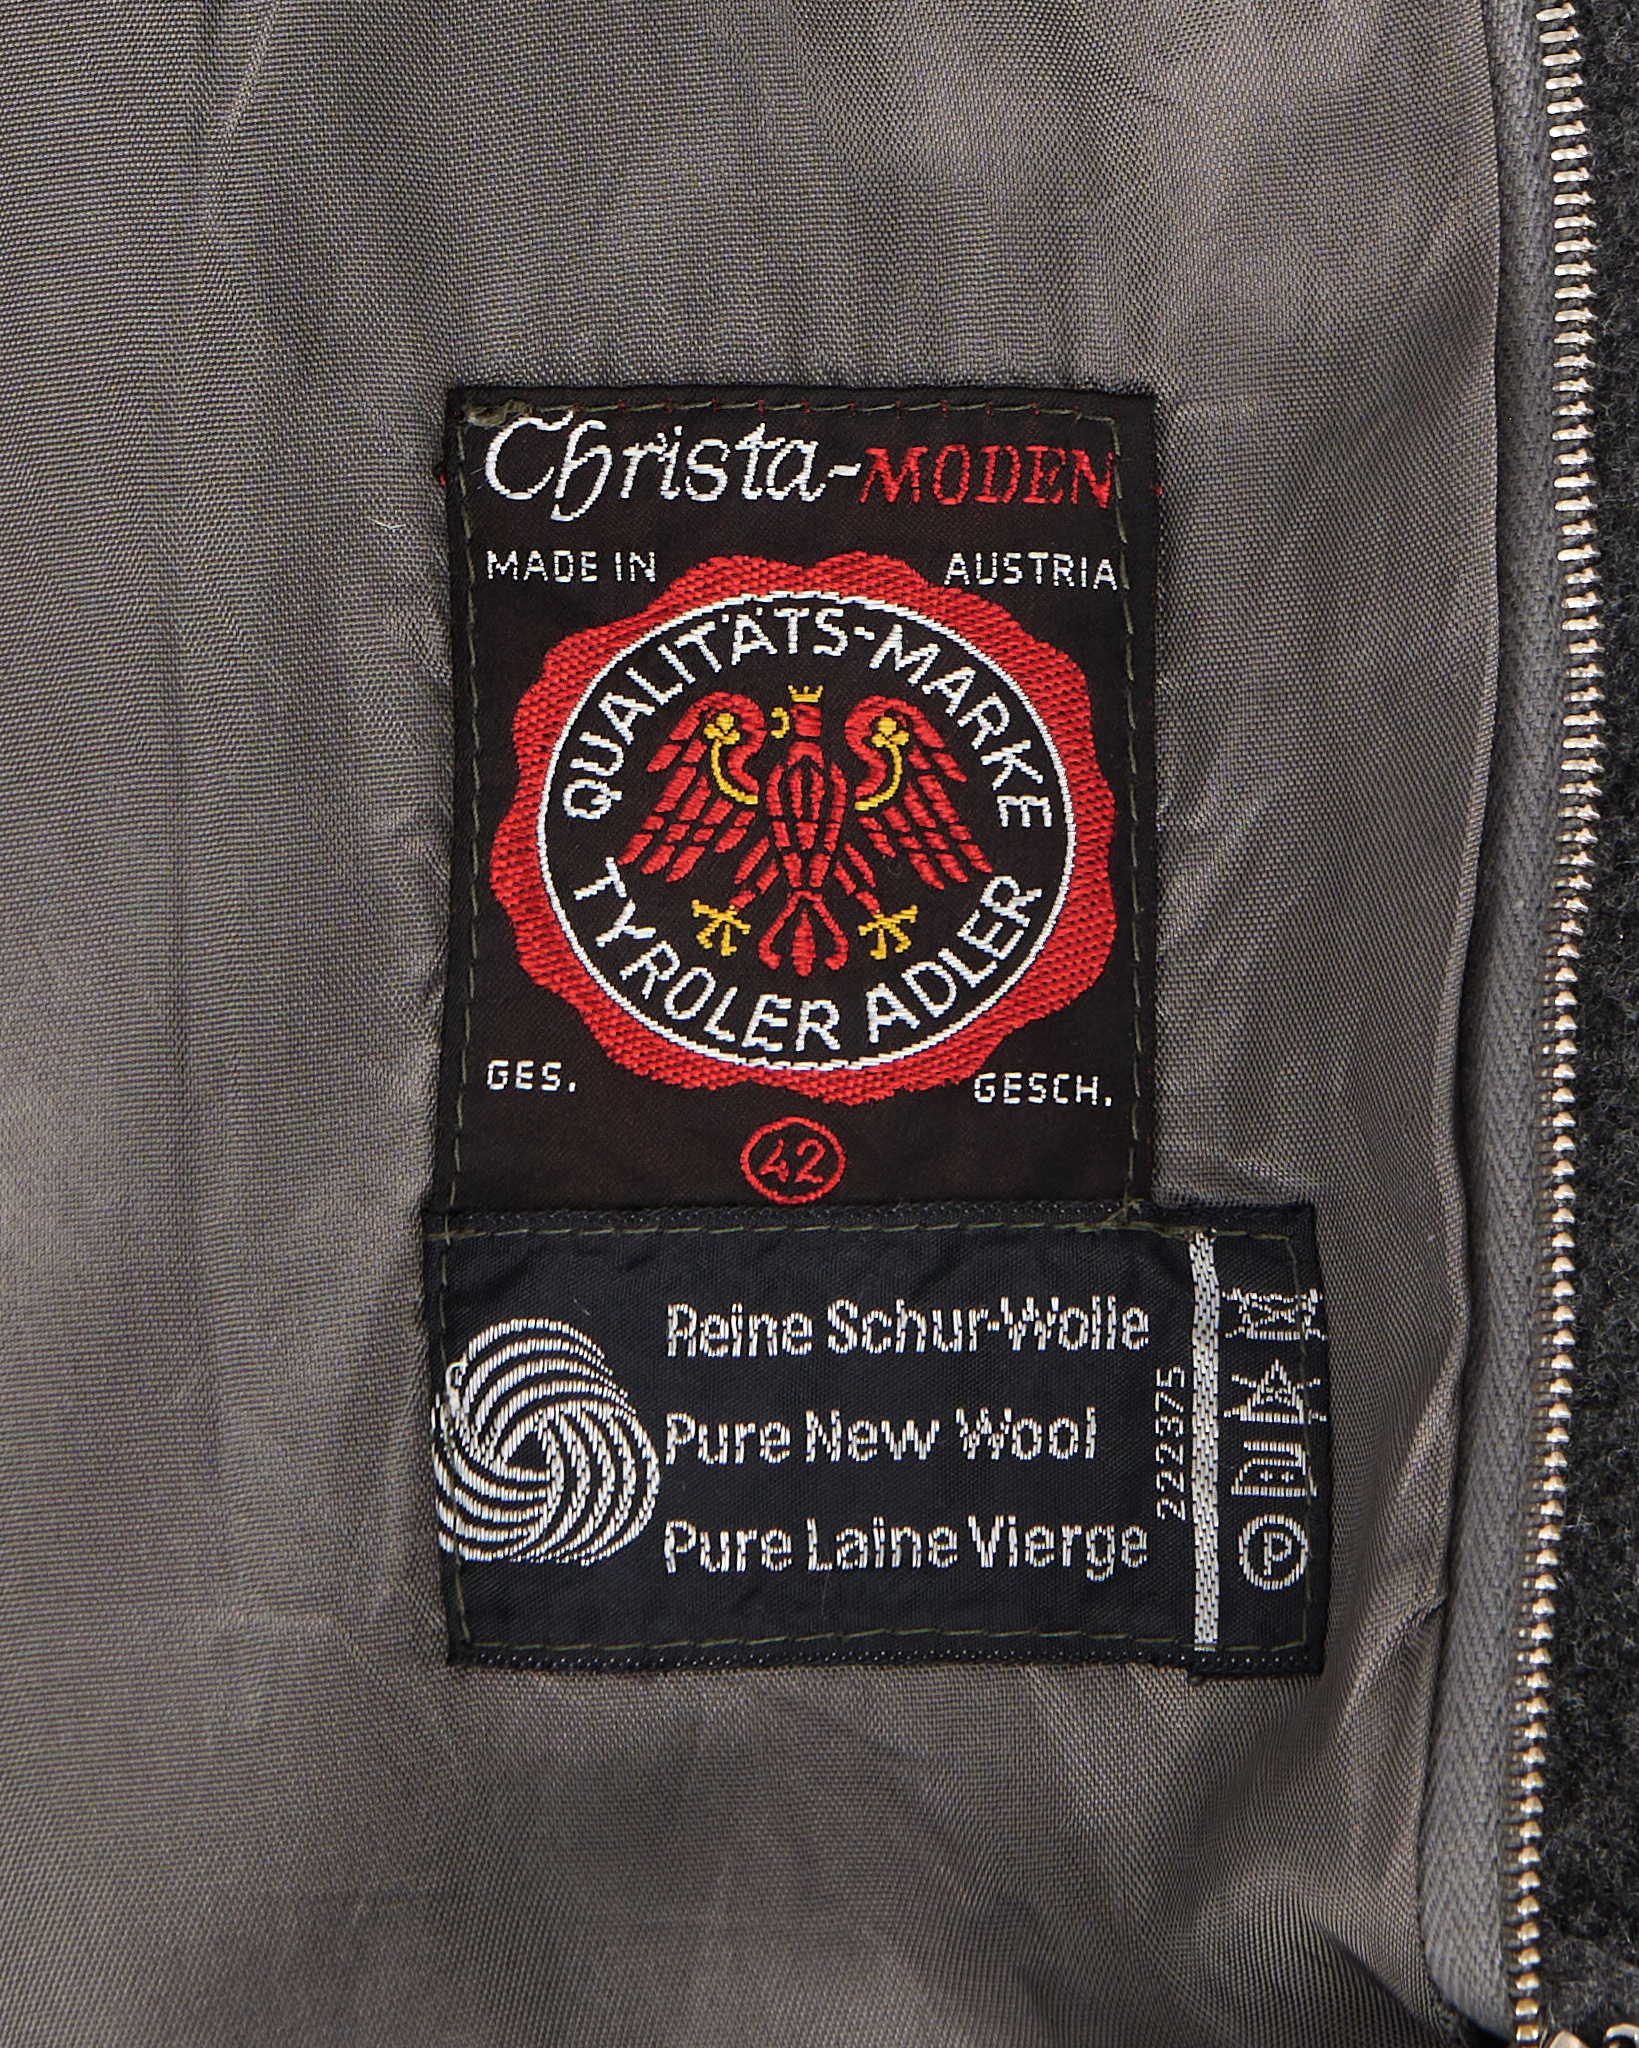 Christa-MODEN
MADE IN AUSTRIA
QUALITÄTS-MARKE
TYROLER ADLER
GES. GESCH.
42
Reine Schur-Wolle
Pure New Wool
Pure Laine Vierge
222375
P